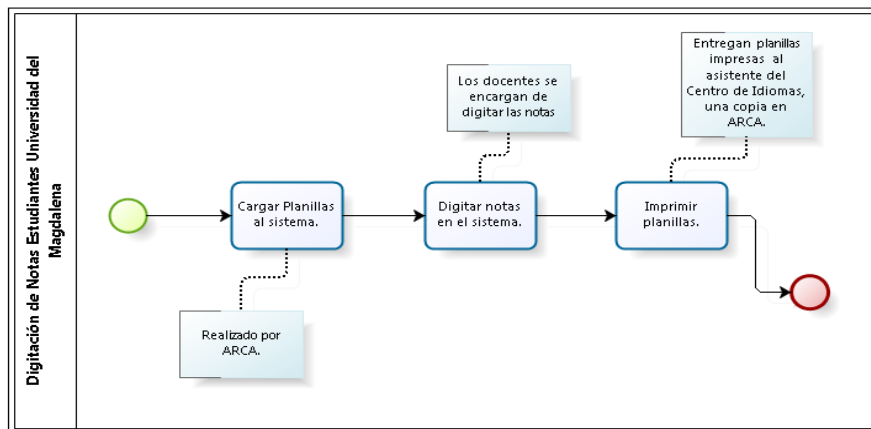 Digitación de Notas Estudiantes Universidad del
Magdalena
Cargar Planillas
al sistema.
Realizado por
ARCA.
Los docentes se
encargan de
digitar las notas
Digitar notas
en el sistema.
Entregan planillas
impresas al
asistente del
Centro de Idiomas,
una copia en
ARCA.
Imprimir
planillas.